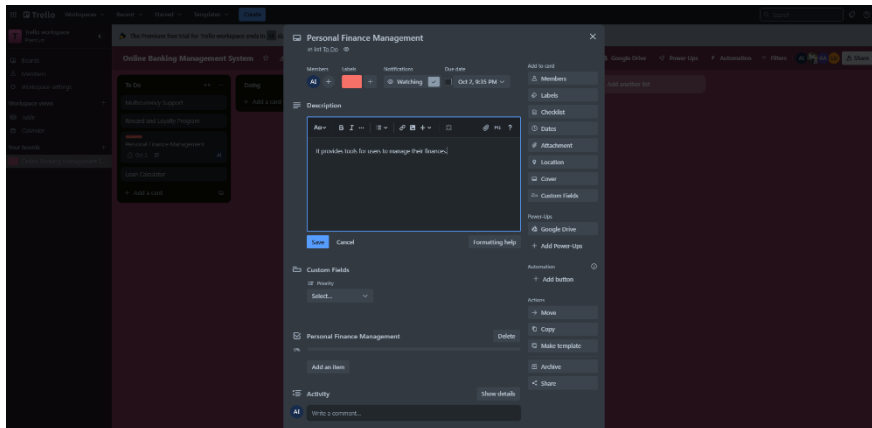 Trello Workspaces Recent Starred Templates Create
Search
Trello workspace
Premium
The Premium free trial for Trello workspace ends in
Boards
Members
Workspace settings
Workspace views
Table
Calendar
Your boards
Online Banking Management
Online Banking Management System
Google Drive Power-Ups Automation Filters Share
To Do
Multicurrency Support
Reward and Loyalty Program
Personal Finance Management
Oct 2
Loan Calculator
+ Add a card
Doing
+ Add a card
Add another list
Personal Finance Management
in list To Do
Members Labels Notifications Due date
AI + + Watching Oct 2, 9:35 PM
Description
Aa B I ... + ?
It provides tools for users to manage their finances.
Save Cancel Formatting help
Custom Fields
Priority
Select...
Personal Finance Management Delete
0%
Add an item
Activity Show details
AI Write a comment...
Add to card
Members
Labels
Checklist
Dates
Attachment
Location
Cover
Custom Fields
Power-Ups
Google Drive
+ Add Power-Ups
Automation
+ Add button
Actions
→ Move
Copy
Make template
Archive
Share